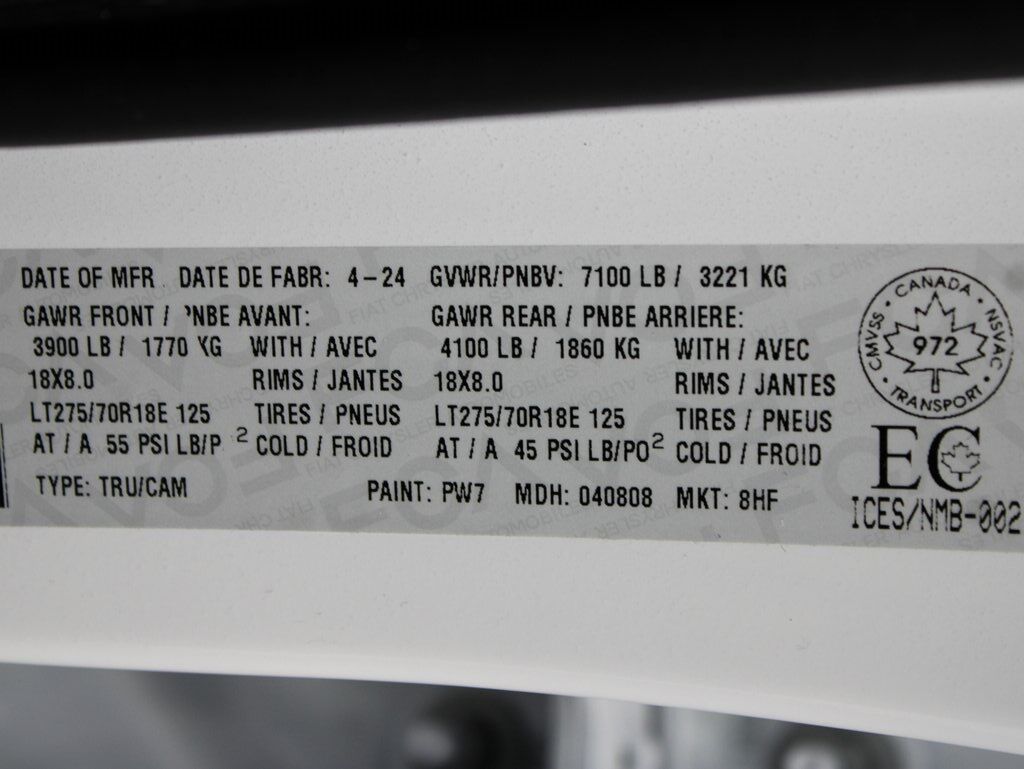 DATE OF MFR DATE DE FABR: 4-24 GVWR/PNBV: 7100 LB / 3221 KG
GAWR FRONT / PNBE AVANT: GAWR REAR / PNBE ARRIERE:
3900 LB / 1770 KG WITH / AVEC 4100 LB / 1860 KG WITH / AVEC
18X8.0 RIMS / JANTES 18X8.0 RIMS / JANTES
LT275/70R18E 125 TIRES / PNEUS LT275/70R18E 125 TIRES / PNEUS
AT / A 55 PSI LB/P ² COLD / FROID AT / A 45 PSI LB/PO² COLD / FROID
TYPE: TRU/CAM PAINT: PW7 MDH: 040808 MKT: 8HF
CMVSS • CANADA • NSVAC
972
• TRANSPORT •
EC
ICES/NMB-002